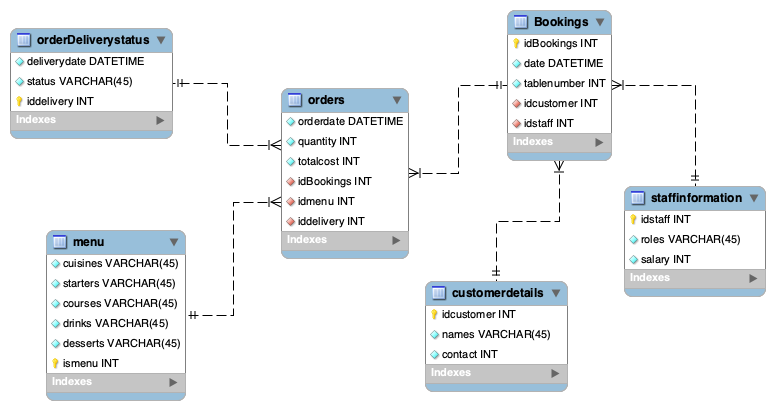 orderDeliverystatus
deliverydate DATETIME
status VARCHAR(45)
iddelivery INT
Indexes
orders
orderdate DATETIME
quantity INT
totalcost INT
idBookings INT
idmenu INT
iddelivery INT
Indexes
Bookings
idBookings INT
date DATETIME
tablenumber INT
idcustomer INT
idstaff INT
Indexes
staffinformation
idstaff INT
roles VARCHAR(45)
salary INT
Indexes
menu
cuisines VARCHAR(45)
starters VARCHAR(45)
courses VARCHAR(45)
drinks VARCHAR(45)
desserts VARCHAR(45)
ismenu INT
Indexes
customerdetails
idcustomer INT
names VARCHAR(45)
contact INT
Indexes